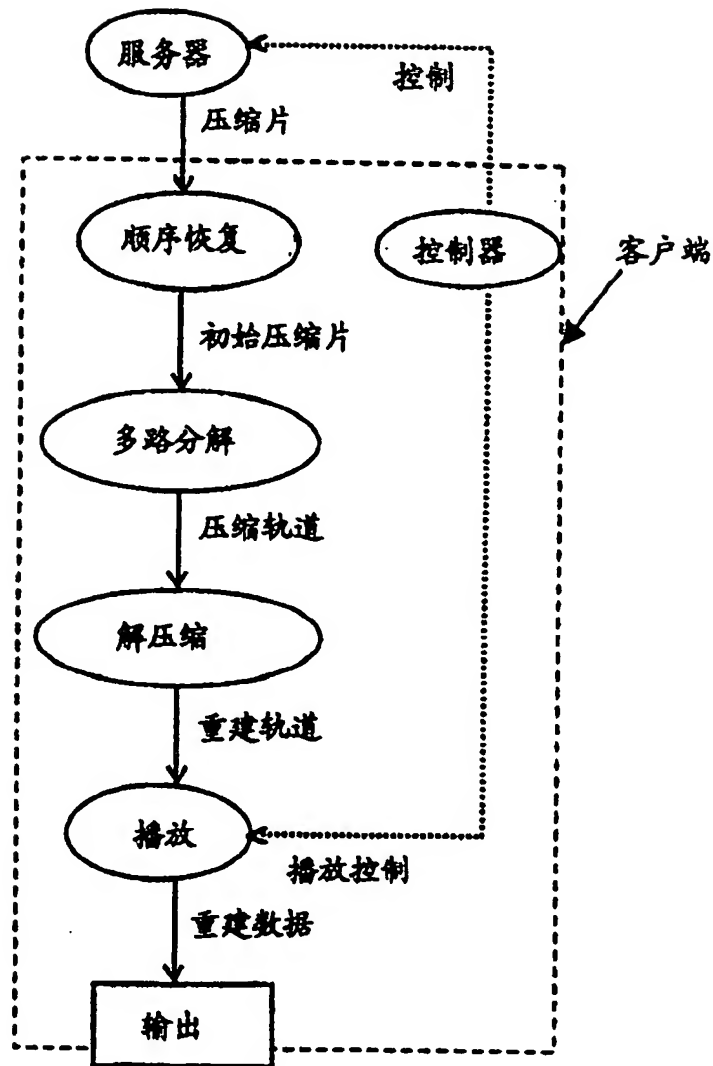 服务器
控制
压缩片
顺序恢复
控制器
客户端
初始压缩片
多路分解
压缩轨道
解压缩
重建轨道
播放
播放控制
重建数据
输出